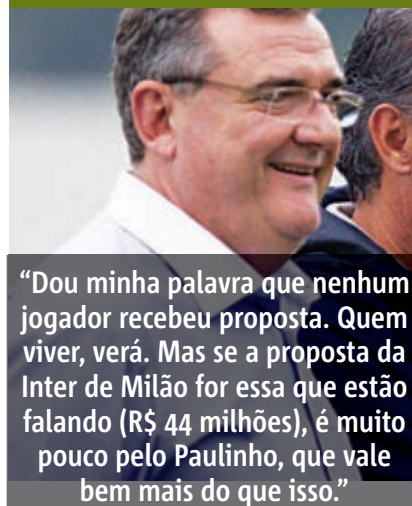 “Dou minha palavra que nenhum
jogador recebeu proposta. Quem
viver, verá. Mas se a proposta da
Inter de Milão for essa que estão
falando (R$ 44 milhões), é muito
pouco pelo Paulinho, que vale
bem mais do que isso.”